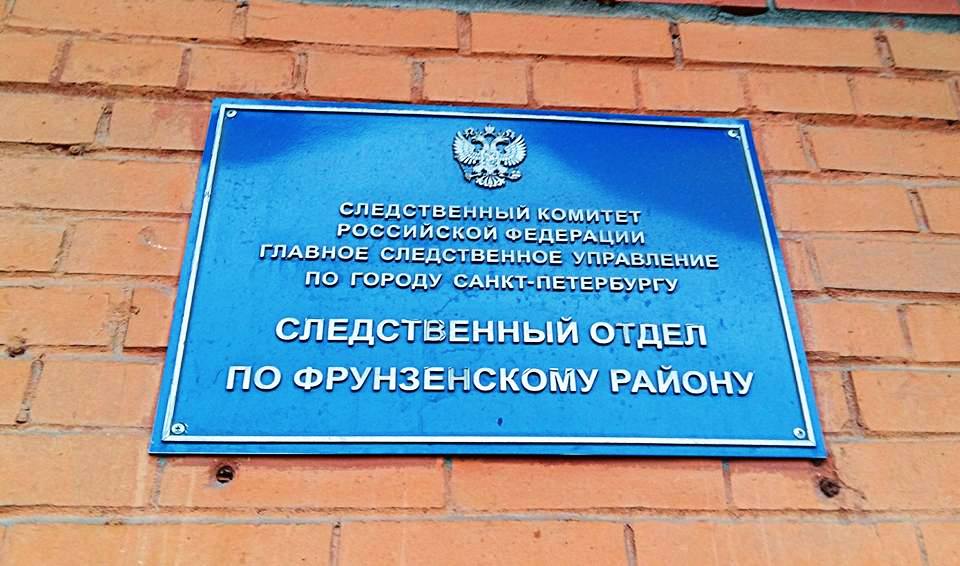 СЛЕДСТВЕННЫЙ КОМИТЕТ
РОССИЙСКОЙ ФЕДЕРАЦИИ
ГЛАВНОЕ СЛЕДСТВЕННОЕ УПРАВЛЕНИЕ
ПО ГОРОДУ САНКТ-ПЕТЕРБУРГУ
СЛЕДСТВЕННЫЙ ОТДЕЛ
ПО ФРУНЗЕНСКОМУ РАЙОНУ